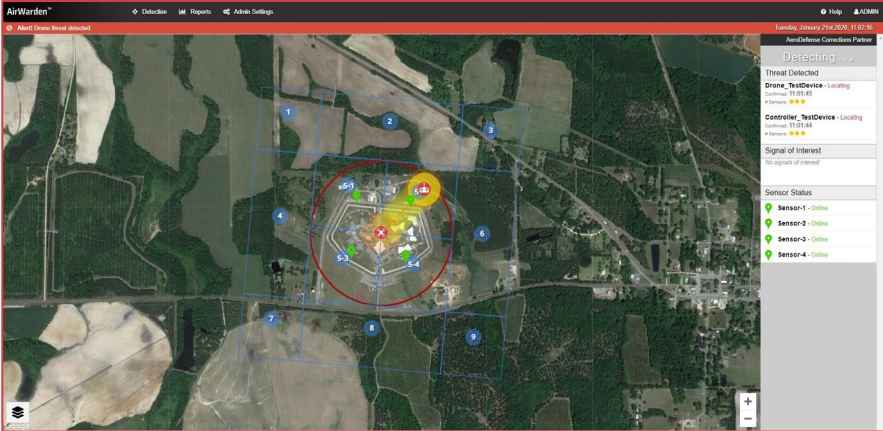 AirWarden™
Detection
Reports
Admin Settings
Help
ADMIN
Alert! Drone threat detected
Tuesday, January 21st 2020, 11:02:16
AeroDefense Corrections Partner
Detecting . . .
Threat Detected
Drone_TestDevice - Locating
Confirmed: 11:01:45
# Sensors:
Controller_TestDevice - Locating
Confirmed: 11:01:44
# Sensors:
Signal of Interest
No signals of interest
Sensor Status
Sensor-1 - Online
Sensor-2 - Online
Sensor-3 - Online
Sensor-4 - Online
1
2
3
5-1
4
6
5-3
5-4
7
8
9
+
−
Google